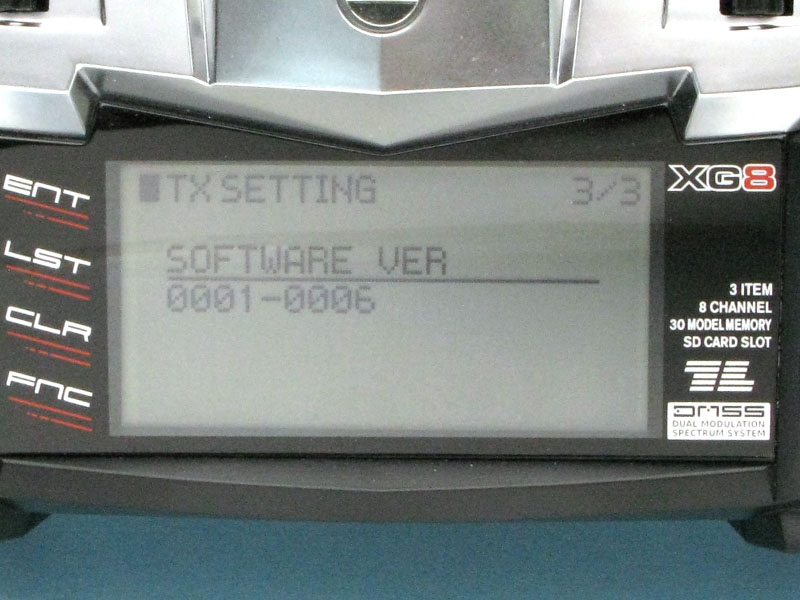 ENT
LST
CLR
FNC
TX SETTING 3/3
SOFTWARE VER
0001-0006
XG8
3 ITEM
8 CHANNEL
30 MODEL MEMORY
SD CARD SLOT
DMSS
DUAL MODULATION
SPECTRUM SYSTEM